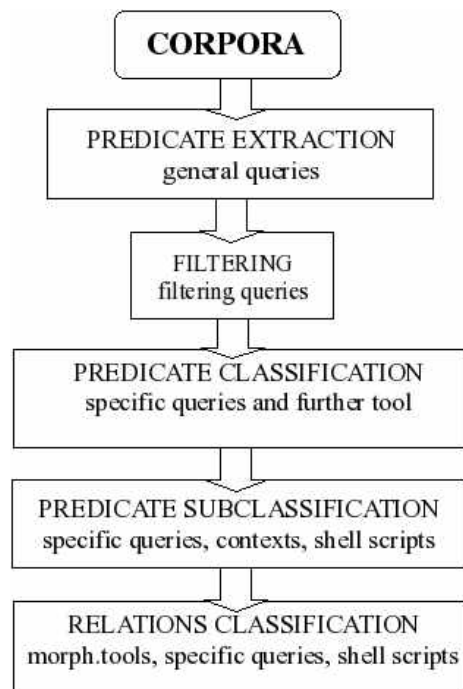 CORPORA
PREDICATE EXTRACTION
general queries
FILTERING
filtering queries
PREDICATE CLASSIFICATION
specific queries and further tool
PREDICATE SUBCLASSIFICATION
specific queries, contexts, shell scripts
RELATIONS CLASSIFICATION
morph.tools, specific queries, shell scripts